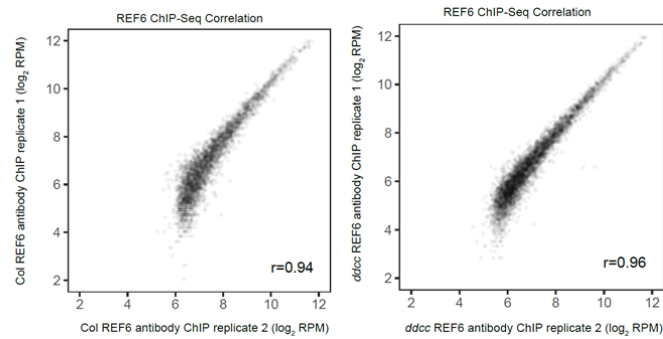 REF6 ChIP-Seq Correlation
Col REF6 antibody ChIP replicate 1 (log₂ RPM)
12
10
8
6
4
2
r=0.94
2 4 6 8 10 12
Col REF6 antibody ChIP replicate 2 (log₂ RPM)
REF6 ChIP-Seq Correlation
ddcc REF6 antibody ChIP replicate 1 (log₂ RPM)
12
10
8
6
4
2
r=0.96
2 4 6 8 10 12
ddcc REF6 antibody ChIP replicate 2 (log₂ RPM)